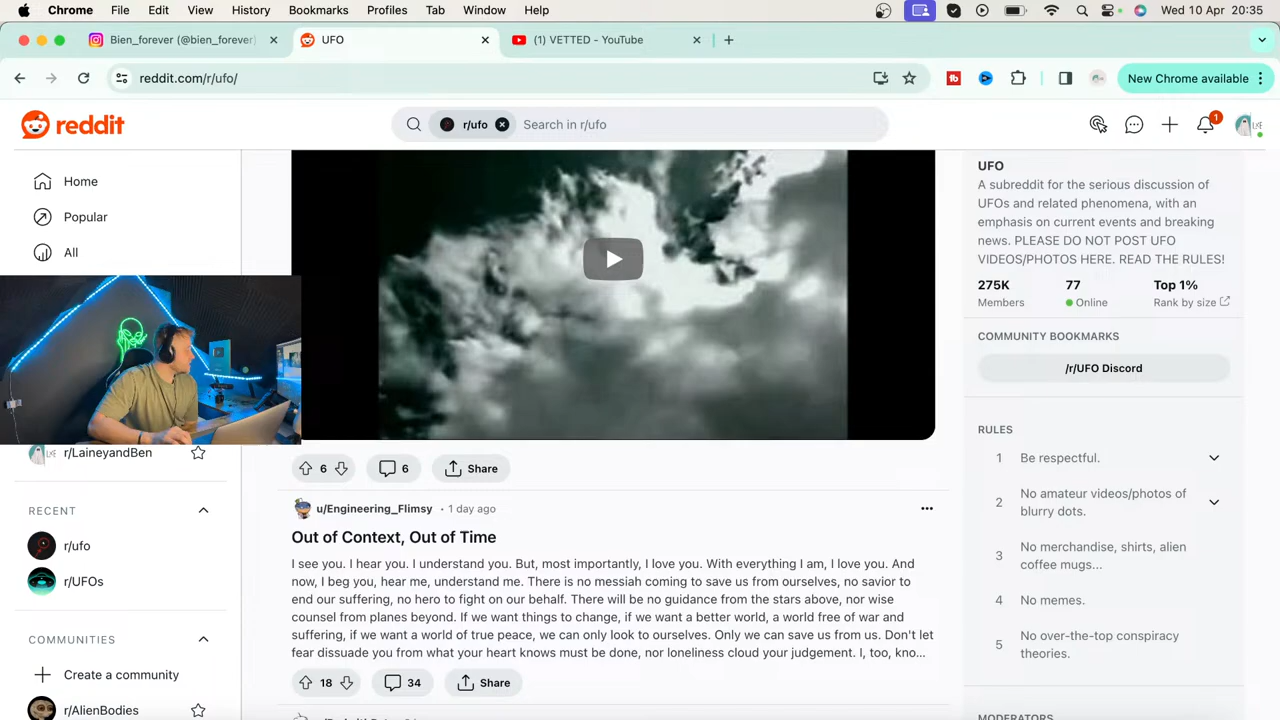 Chrome File Edit View History Bookmarks Profiles Tab Window Help Wed 10 Apr 20:35
Bien_forever (@bien_forever) UFO (1) VETTED - YouTube
reddit.com/r/ufo/ New Chrome available
reddit r/ufo Search in r/ufo 1
Home
Popular
All
r/LaineyandBen
RECENT
r/ufo
r/UFOs
COMMUNITIES
Create a community
r/AlienBodies
6 6 Share
u/Engineering_Flimsy • 1 day ago
Out of Context, Out of Time
I see you. I hear you. I understand you. But, most importantly, I love you. With everything I am, I love you. And
now, I beg you, hear me, understand me. There is no messiah coming to save us from ourselves, no savior to
end our suffering, no hero to fight on our behalf. There will be no guidance from the stars above, nor wise
counsel from planes beyond. If we want things to change, if we want a better world, a world free of war and
suffering, if we want a world of true peace, we can only look to ourselves. Only we can save us from us. Don't let
fear dissuade you from what your heart knows must be done, nor loneliness cloud your judgement. I, too, kno...
18 34 Share
UFO
A subreddit for the serious discussion of
UFOs and related phenomena, with an
emphasis on current events and breaking
news. PLEASE DO NOT POST UFO
VIDEOS/PHOTOS HERE. READ THE RULES!
275K 77 Top 1%
Members Online Rank by size
COMMUNITY BOOKMARKS
/r/UFO Discord
RULES
1 Be respectful.
2 No amateur videos/photos of
blurry dots.
3 No merchandise, shirts, alien
coffee mugs...
4 No memes.
5 No over-the-top conspiracy
theories.
MODERATORS